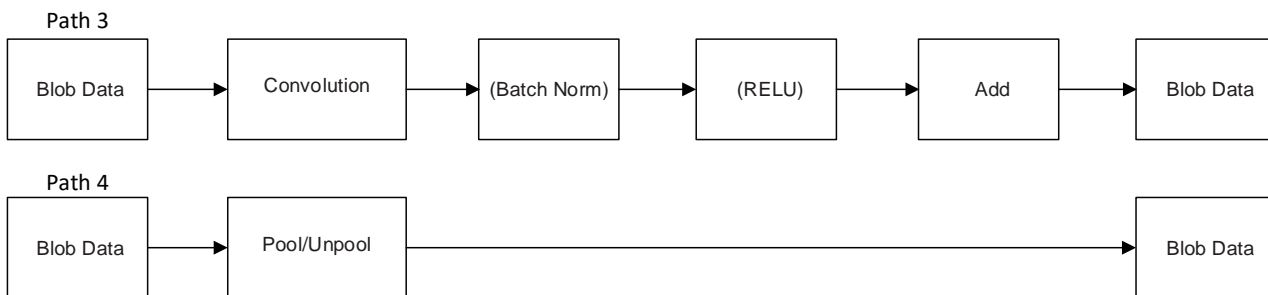 Path 3
Blob Data
Convolution
(Batch Norm)
(RELU)
Add
Blob Data
Path 4
Blob Data
Pool/Unpool
Blob Data